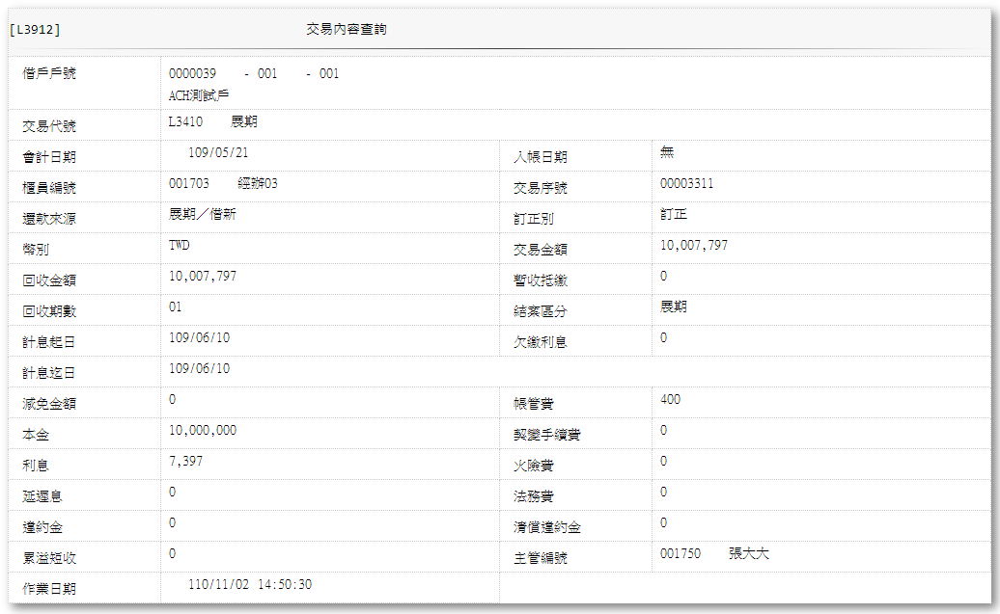 [L3912] 交易內容查詢
借戶戶號 0000039 - 001 - 001
ACH測試戶
交易代號 L3410 展期
會計日期 109/05/21 入帳日期 無
櫃員編號 001703 經辦03 交易序號 00003311
還款來源 展期／借新 訂正別 訂正
幣別 TWD 交易金額 10,007,797
回收金額 10,007,797 暫收抵繳 0
回收期數 01 結案區分 展期
計息起日 109/06/10 欠繳利息 0
計息迄日 109/06/10
減免金額 0 帳管費 400
本金 10,000,000 契變手續費 0
利息 7,397 火險費 0
延遲息 0 法務費 0
違約金 0 清償違約金 0
累溢短收 0 主管編號 001750 張大大
作業日期 110/11/02 14:50:30